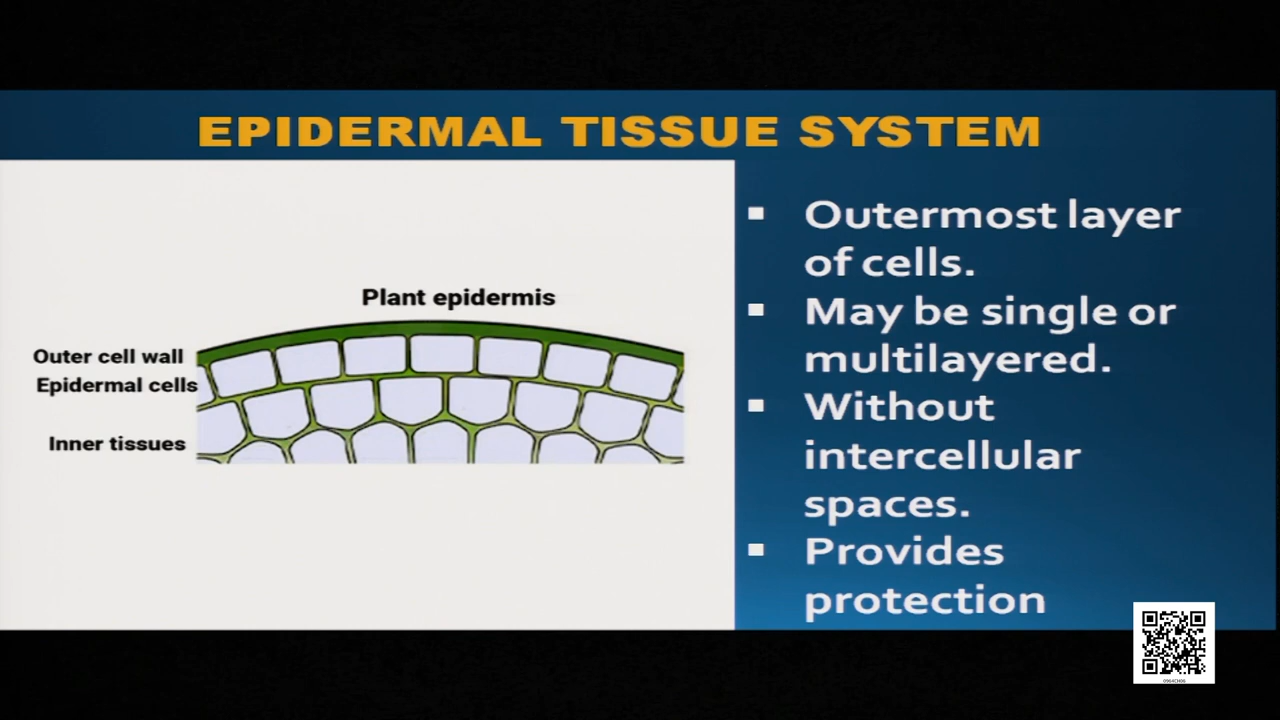 EPIDERMAL TISSUE SYSTEM
Plant epidermis
Outer cell wall
Epidermal cells
Inner tissues
▪ Outermost layer
of cells.
▪ May be single or
multilayered.
▪ Without
intercellular
spaces.
▪ Provides
protection
0964CH06